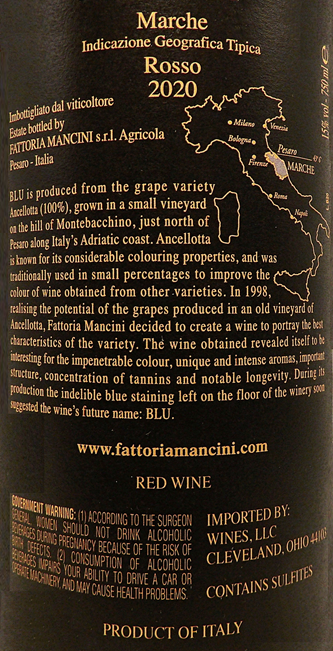 Marche
Indicazione Geografica Tipica
Rosso
2020
Imbottigliato dal viticoltore
Estate bottled by
FATTORIA MANCINI s.r.l. Agricola
Pesaro - Italia
13% vol 750 ml e
Milano
Venezia
Bologna
Pesaro
Firenze
MARCHE
Roma
Napoli
BLU is produced from the grape variety
Ancellotta (100%), grown in a small vineyard
on the hill of Montebacchino, just north of
Pesaro along Italy's Adriatic coast. Ancellotta
is known for its considerable colouring properties, and was
traditionally used in small percentages to improve the
colour of wine obtained from other varieties. In 1998,
realising the potential of the grapes produced in an old vineyard of
Ancellotta, Fattoria Mancini decided to create a wine to portray the best
characteristics of the variety. The wine obtained revealed itself to be
interesting for the impenetrable colour, unique and intense aromas, important
structure, concentration of tannins and notable longevity. During its
production the indelible blue staining left on the floor of the winery soon
suggested the wine's future name: BLU.
www.fattoriamancini.com
RED WINE
GOVERNMENT WARNING: (1) ACCORDING TO THE SURGEON
GENERAL, WOMEN SHOULD NOT DRINK ALCOHOLIC
BEVERAGES DURING PREGNANCY BECAUSE OF THE RISK OF
BIRTH DEFECTS. (2) CONSUMPTION OF ALCOHOLIC
BEVERAGES IMPAIRS YOUR ABILITY TO DRIVE A CAR OR
OPERATE MACHINERY, AND MAY CAUSE HEALTH PROBLEMS.
IMPORTED BY:
WINES, LLC
CLEVELAND, OHIO 44103
CONTAINS SULFITES
PRODUCT OF ITALY